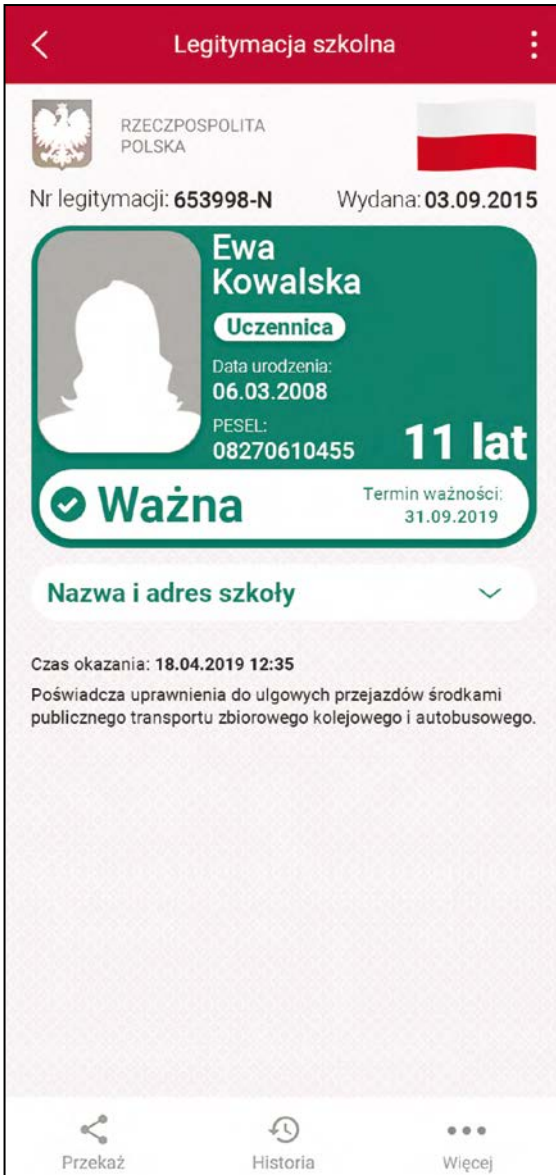 Legitymacja szkolna
RZECZPOSPOLITA
POLSKA
Nr legitymacji: 653998-N Wydana: 03.09.2015
Ewa
Kowalska
Uczennica
Data urodzenia:
06.03.2008
PESEL:
08270610455
11 lat
Ważna
Termin ważności:
31.09.2019
Nazwa i adres szkoły
Czas okazania: 18.04.2019 12:35
Poświadcza uprawnienia do ulgowych przejazdów środkami
publicznego transportu zbiorowego kolejowego i autobusowego.
Przekaż Historia Więcej